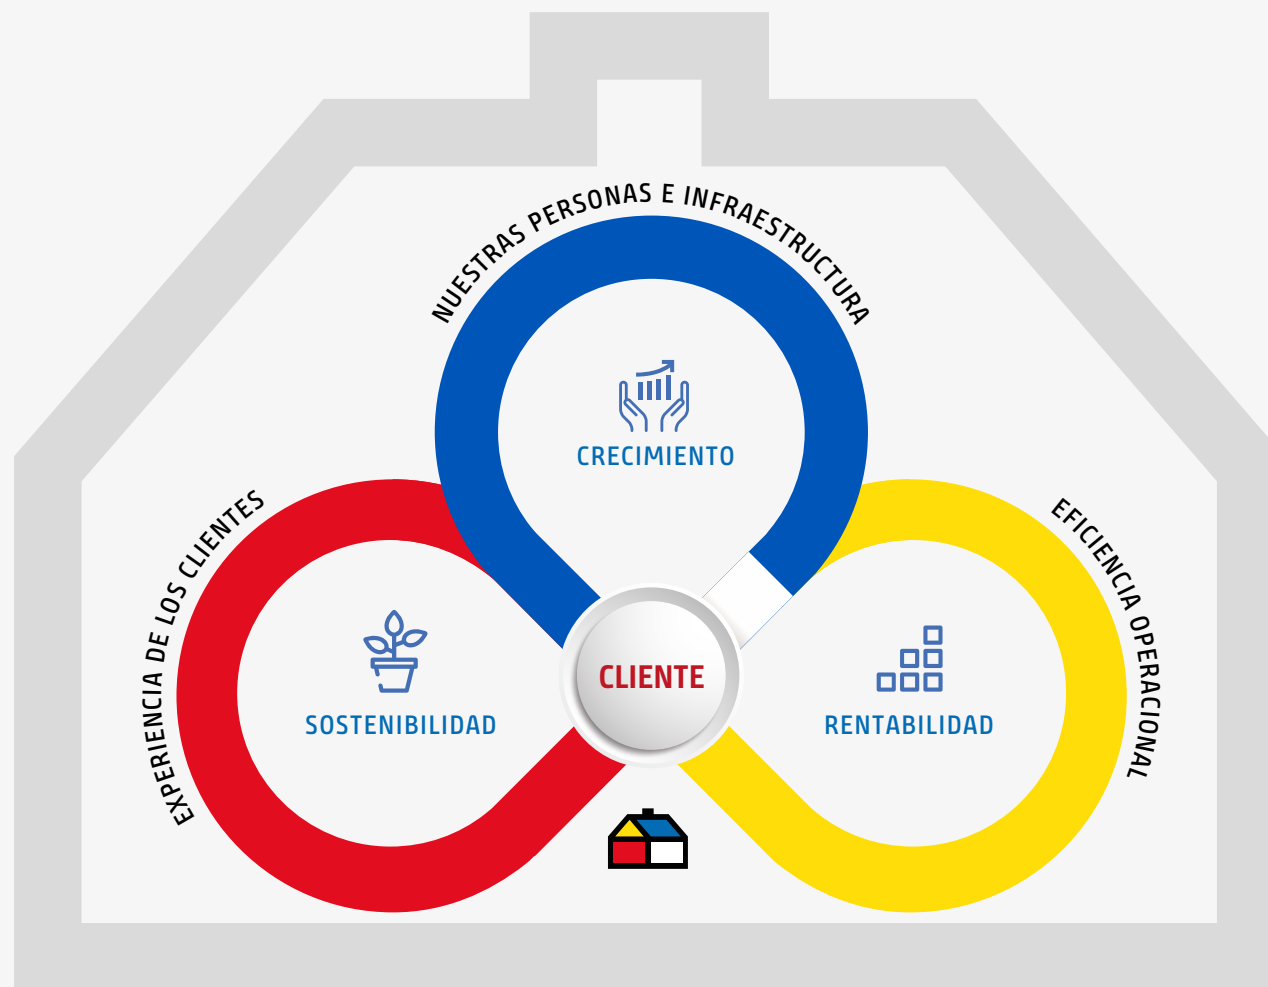 NUESTRAS PERSONAS E INFRAESTRUCTURA
CRECIMIENTO
EXPERIENCIA DE LOS CLIENTES
EFICIENCIA OPERACIONAL
CLIENTE
SOSTENIBILIDAD
RENTABILIDAD